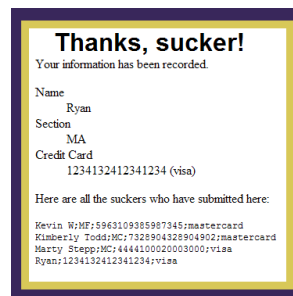 Thanks, sucker!
Your information has been recorded.
Name
Ryan
Section
MA
Credit Card
1234132412341234 (visa)
Here are all the suckers who have submitted here:
Kevin W;MF;5963109385987345;mastercard
Kimberly Todd;MC;7328904328904902;mastercard
Marty Stepp;MC;4444100020003000;visa
Ryan;1234132412341234;visa